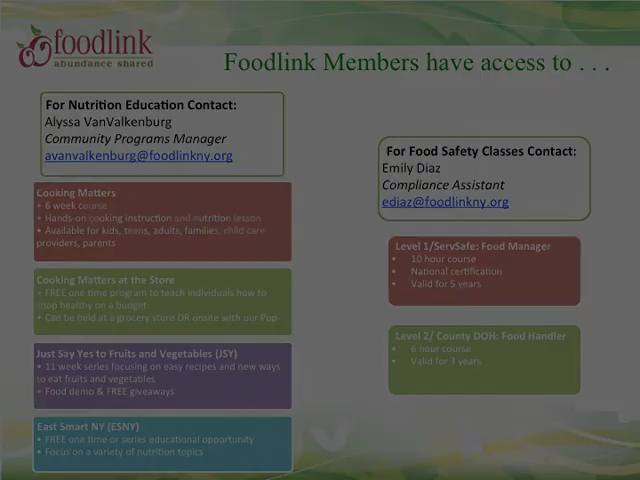 foodlink
abundance shared
Foodlink Members have access to . . .
For Nutrition Education Contact:
Alyssa VanValkenburg
Community Programs Manager
avanvalkenburg@foodlinkny.org
Cooking Matters
• 6 week course
• Hands-on cooking instruction and nutrition lesson
• Available for kids, teens, adults, families, child care
providers, parents
Cooking Matters at the Store
• FREE one time program to teach individuals how to
shop healthy on a budget
• Can be held at a grocery store OR onsite with our Pop-
Just Say Yes to Fruits and Vegetables (JSY)
• 11 week series focusing on easy recipes and new ways
to eat fruits and vegetables
• Food demo & FREE giveaways
East Smart NY (ESNY)
• FREE one time or series educational opportunity
• Focus on a variety of nutrition topics
For Food Safety Classes Contact:
Emily Diaz
Compliance Assistant
ediaz@foodlinkny.org
Level 1/ServSafe: Food Manager
• 10 hour course
• National certification
• Valid for 5 years
Level 2/ County DOH: Food Handler
• 6 hour course
• Valid for 3 years